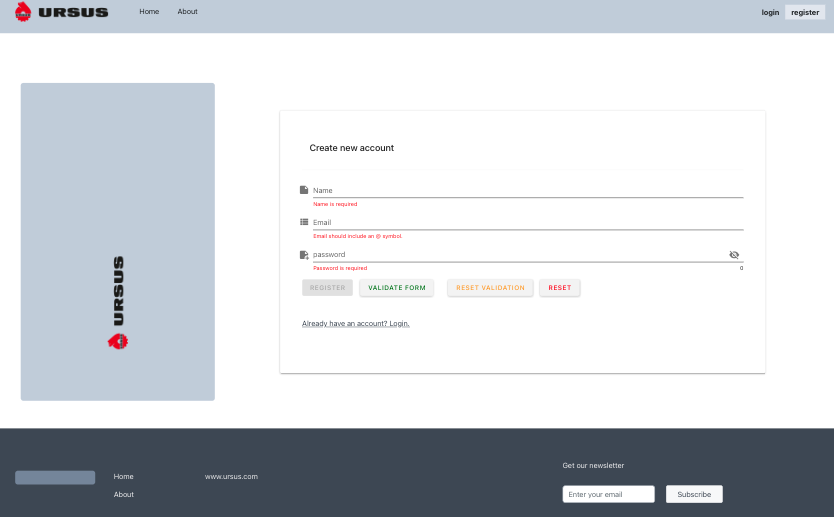 URSUS
Home
About
login
register
URSUS
Create new account
Name
Name is required
Email
Email should include an @ symbol.
password
Password is required
0
REGISTER
VALIDATE FORM
RESET VALIDATION
RESET
Already have an account? Login.
Home
About
www.ursus.com
Get our newsletter
Enter your email
Subscribe